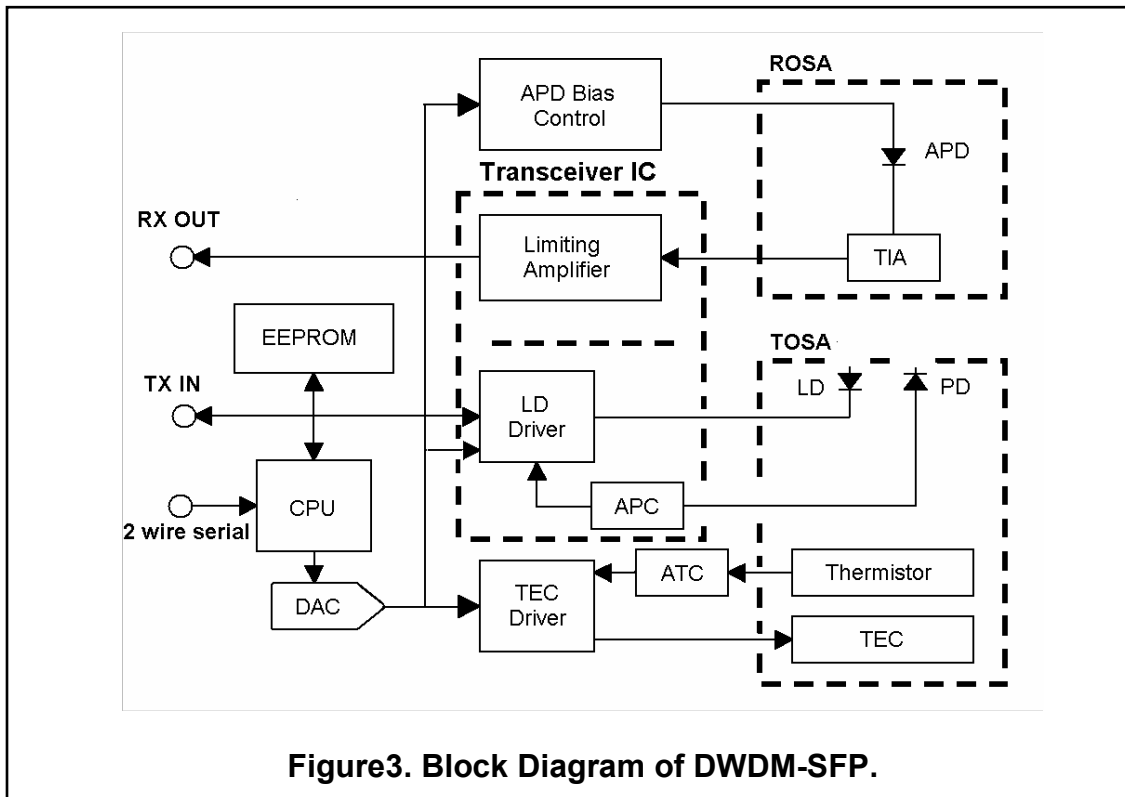 ROSA
APD Bias
Control
APD
Transceiver IC
RX OUT
Limiting
Amplifier
TIA
EEPROM
TOSA
TX IN
LD
PD
LD
Driver
CPU
APC
2 wire serial
ATC
Thermistor
TEC
Driver
DAC
TEC
Figure3. Block Diagram of DWDM-SFP.